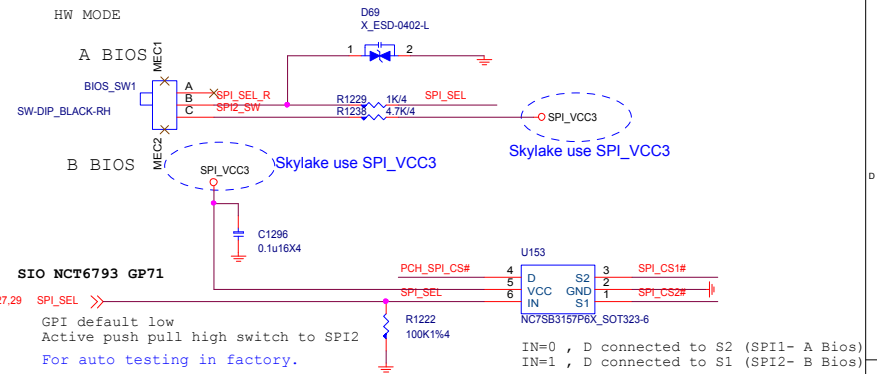 HW MODE
D69
X_ESD-0402-L
1 2
A BIOS
MEC1
BIOS_SW1
A
SPI_SEL_R
B
R1229 1K/4 SPI_SEL
SPI2_SW
C
R1238 4.7K/4
SPI_VCC3
SW-DIP_BLACK-RH
MEC2
Skylake use SPI_VCC3
B BIOS
SPI_VCC3
Skylake use SPI_VCC3
D
C1296
0.1u16X4
U153
SIO NCT6793 GP71
PCH_SPI_CS# 4 D S2 3 SPI_CS1#
5 VCC GND 2
27,29 SPI_SEL SPI_SEL 6 IN S1 1 SPI_CS2#
NC7SB3157P6X_SOT323-6
GPI default low
R1222
Active push pull high switch to SPI2
100K1%4
For auto testing in factory.
IN=0 , D connected to S2 (SPI1- A Bios)
IN=1 , D connected to S1 (SPI2- B Bios)